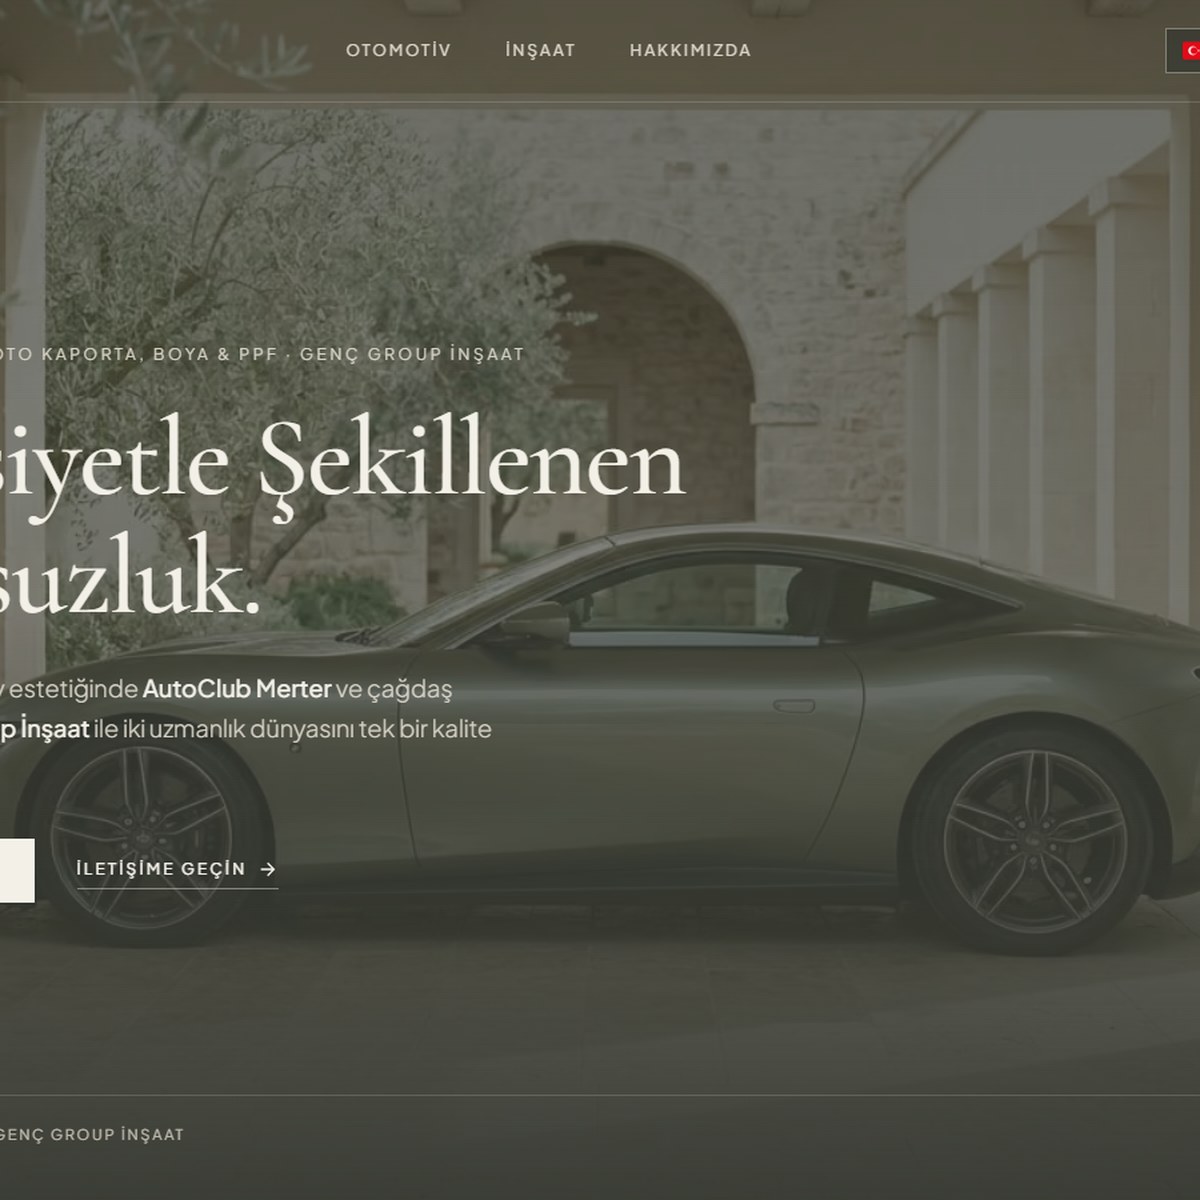 OTOMOTİV İNŞAAT HAKKIMIZDA
OTO KAPORTA, BOYA & PPF · GENÇ GROUP İNŞAAT
siyetle Şekillenen
suzluk.
estetiğinde AutoClub Merter ve çağdaş
p İnşaat ile iki uzmanlık dünyasını tek bir kalite
İLETİŞİME GEÇİN →
GENÇ GROUP İNŞAAT